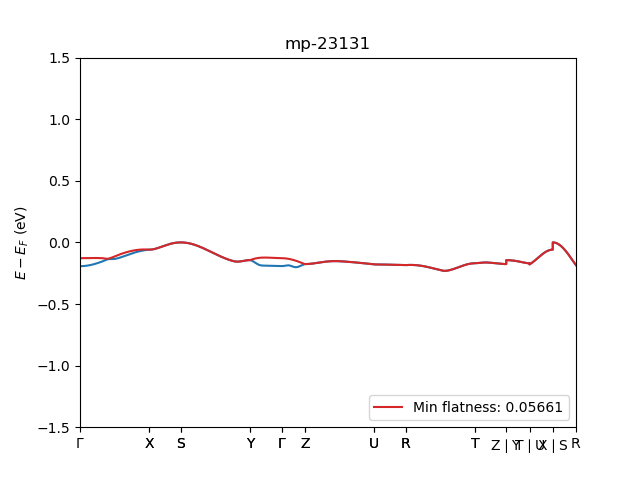 mp-23131
E − E_F (eV)
1.5
1.0
0.5
0.0
−0.5
−1.0
−1.5
Min flatness: 0.05661
Γ X S Y Γ Z U R T Z | Y T | U X | S R